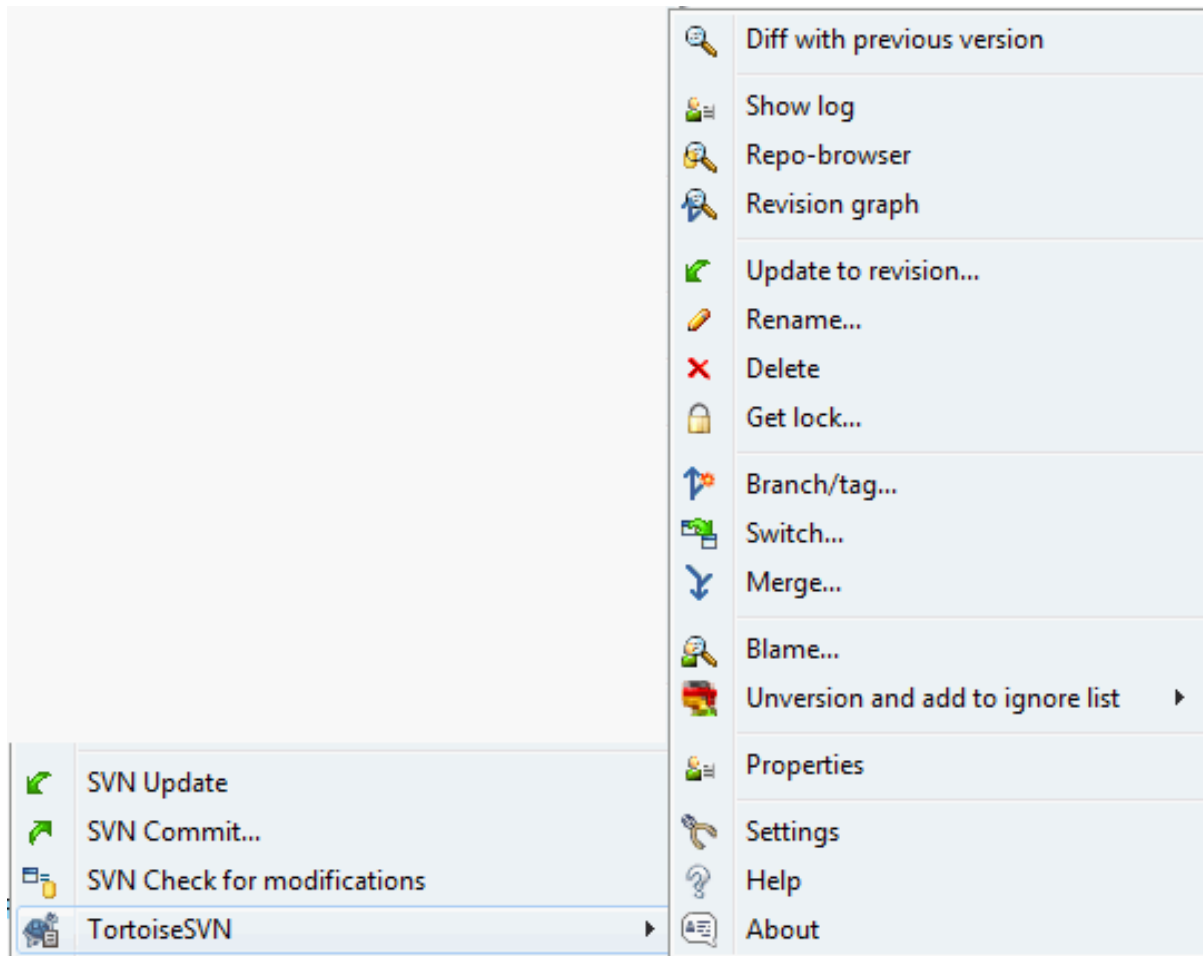 Diff with previous version
Show log
Repo-browser
Revision graph
Update to revision...
Rename...
Delete
Get lock...
Branch/tag...
Switch...
Merge...
Blame...
Unversion and add to ignore list
Properties
Settings
Help
About
SVN Update
SVN Commit...
SVN Check for modifications
TortoiseSVN